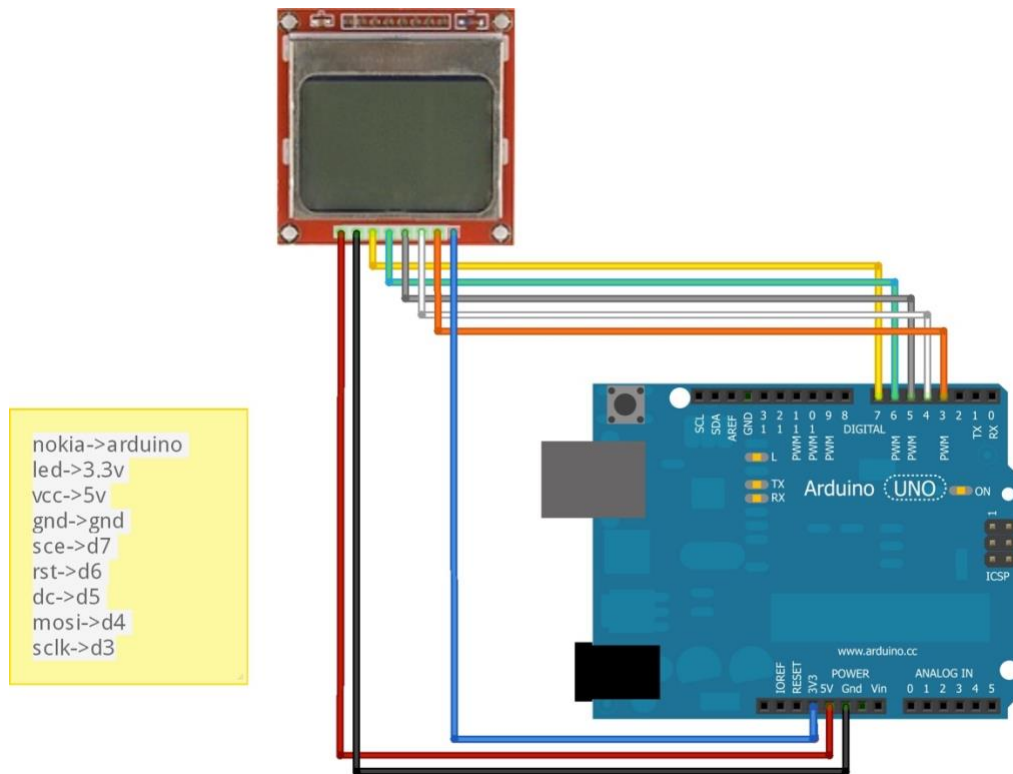 nokia->arduino
led->3.3v
vcc->5v
gnd->gnd
sce->d7
rst->d6
dc->d5
mosi->d4
sclk->d3
SCL
SDA
AREF
GND
13
12
PWM 11
PWM 10
PWM 9
8
DIGITAL
7
PWM 6
PWM 5
4
PWM 3
2
TX 1
RX 0
L
TX
RX
Arduino UNO
ON
1
ICSP
www.arduino.cc
POWER
ANALOG IN
IOREF
RESET
3V3
5V Gnd Vin
0 1 2 3 4 5